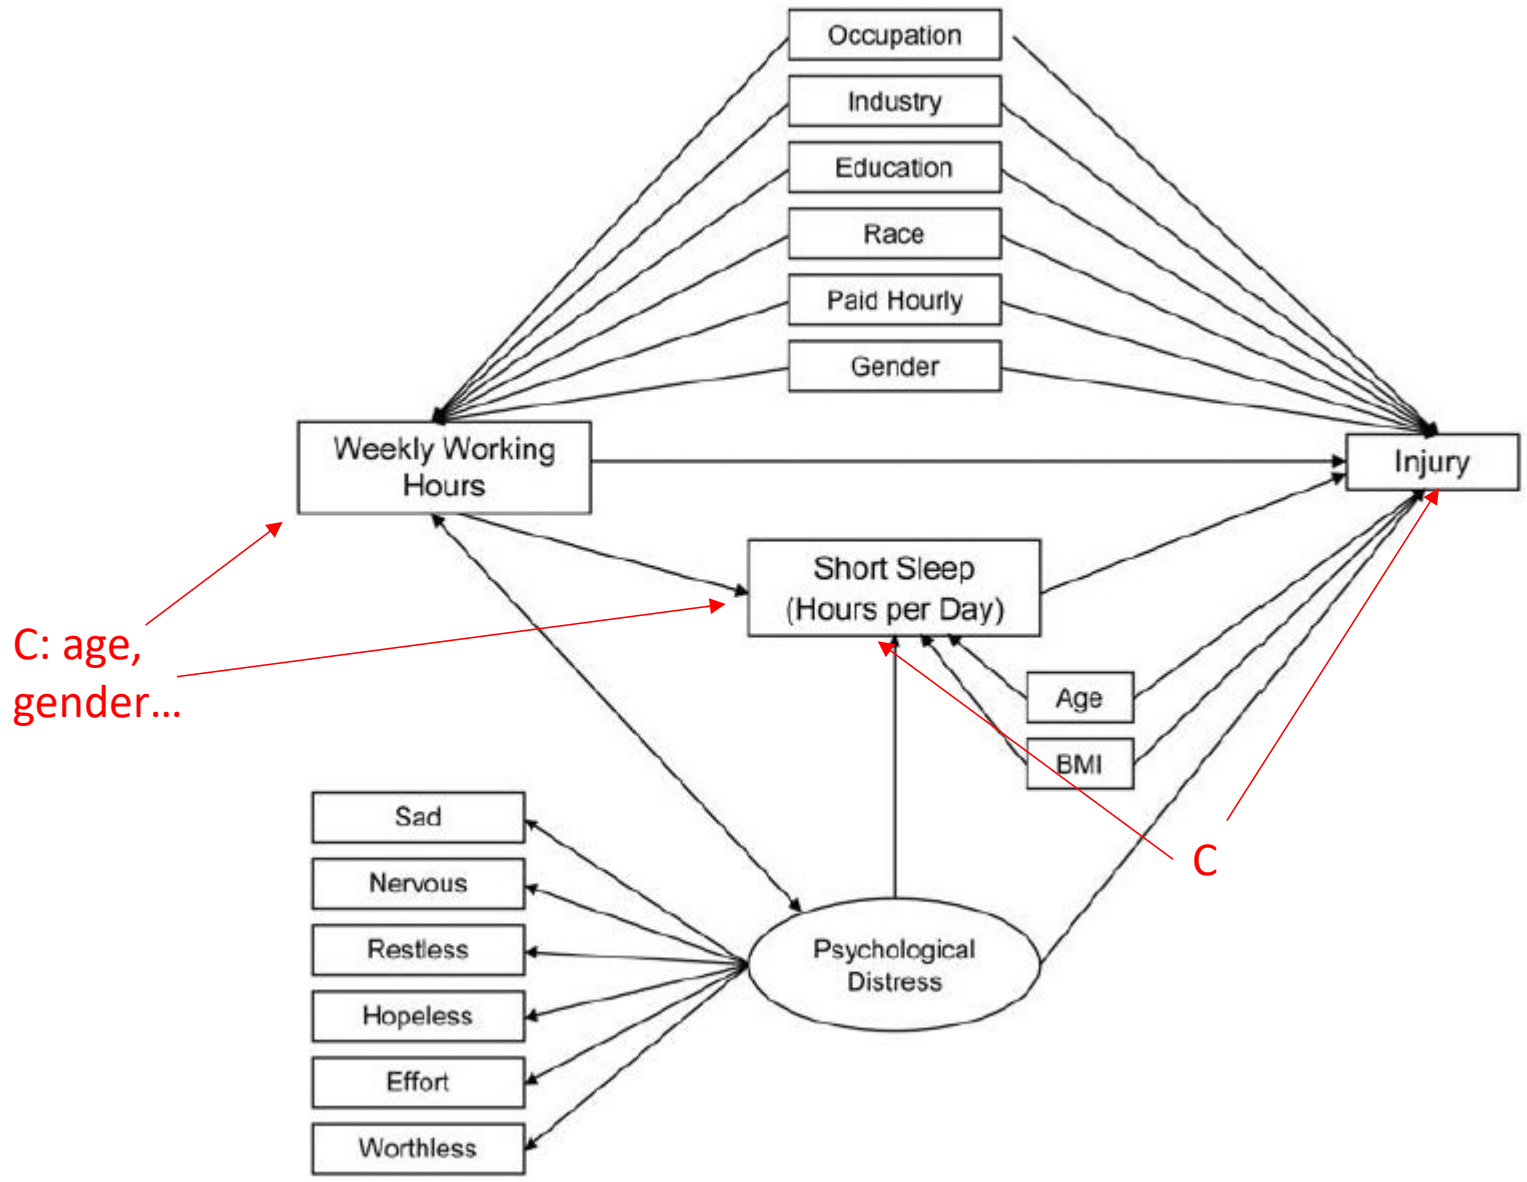 Occupation
Industry
Education
Race
Paid Hourly
Gender
Weekly Working
Hours
Injury
Short Sleep
(Hours per Day)
C: age,
gender...
Age
BMI
C
Sad
Nervous
Restless
Hopeless
Effort
Worthless
Psychological
Distress